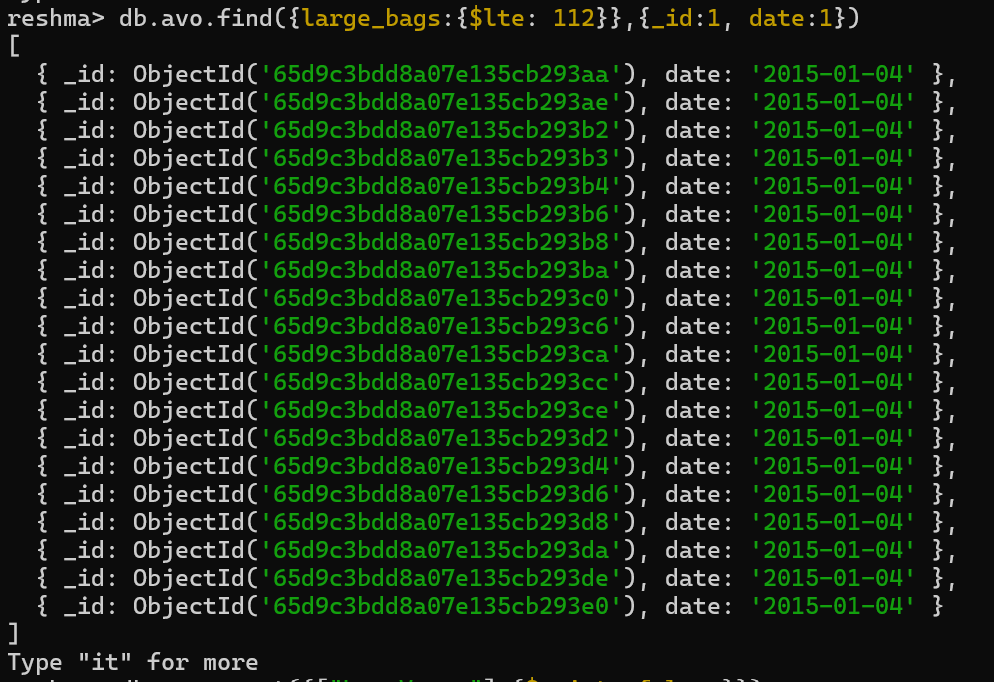 reshma> db.avo.find({large_bags:{$lte: 112}},{_id:1, date:1})
[
  { _id: ObjectId('65d9c3bdd8a07e135cb293aa'), date: '2015-01-04' },
  { _id: ObjectId('65d9c3bdd8a07e135cb293ae'), date: '2015-01-04' },
  { _id: ObjectId('65d9c3bdd8a07e135cb293b2'), date: '2015-01-04' },
  { _id: ObjectId('65d9c3bdd8a07e135cb293b3'), date: '2015-01-04' },
  { _id: ObjectId('65d9c3bdd8a07e135cb293b4'), date: '2015-01-04' },
  { _id: ObjectId('65d9c3bdd8a07e135cb293b6'), date: '2015-01-04' },
  { _id: ObjectId('65d9c3bdd8a07e135cb293b8'), date: '2015-01-04' },
  { _id: ObjectId('65d9c3bdd8a07e135cb293ba'), date: '2015-01-04' },
  { _id: ObjectId('65d9c3bdd8a07e135cb293c0'), date: '2015-01-04' },
  { _id: ObjectId('65d9c3bdd8a07e135cb293c6'), date: '2015-01-04' },
  { _id: ObjectId('65d9c3bdd8a07e135cb293ca'), date: '2015-01-04' },
  { _id: ObjectId('65d9c3bdd8a07e135cb293cc'), date: '2015-01-04' },
  { _id: ObjectId('65d9c3bdd8a07e135cb293ce'), date: '2015-01-04' },
  { _id: ObjectId('65d9c3bdd8a07e135cb293d2'), date: '2015-01-04' },
  { _id: ObjectId('65d9c3bdd8a07e135cb293d4'), date: '2015-01-04' },
  { _id: ObjectId('65d9c3bdd8a07e135cb293d6'), date: '2015-01-04' },
  { _id: ObjectId('65d9c3bdd8a07e135cb293d8'), date: '2015-01-04' },
  { _id: ObjectId('65d9c3bdd8a07e135cb293da'), date: '2015-01-04' },
  { _id: ObjectId('65d9c3bdd8a07e135cb293de'), date: '2015-01-04' },
  { _id: ObjectId('65d9c3bdd8a07e135cb293e0'), date: '2015-01-04' }
]
Type "it" for more